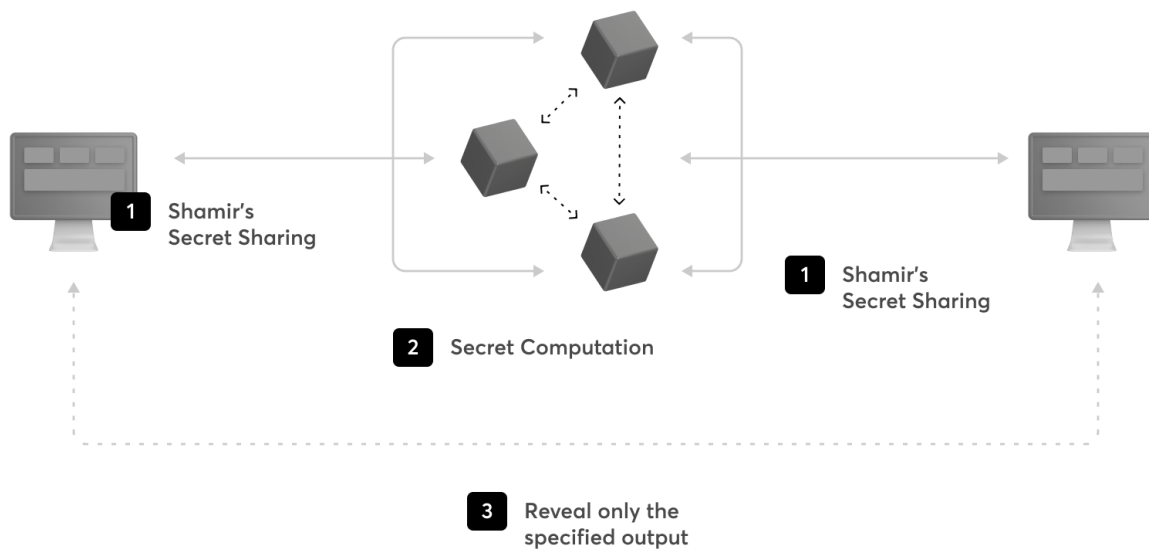 1 Shamir's
Secret Sharing
1 Shamir's
Secret Sharing
2 Secret Computation
3 Reveal only the
specified output